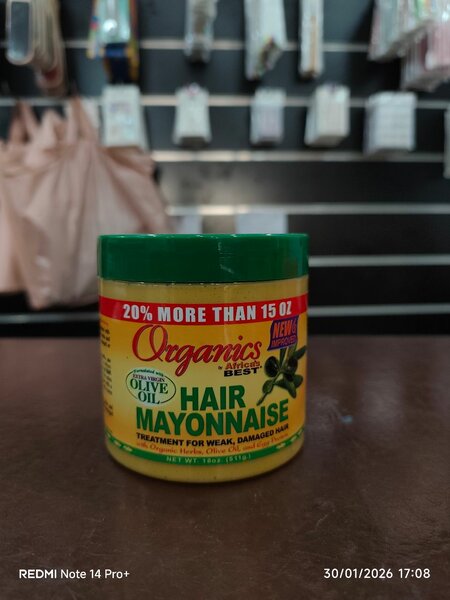 20% MORE THAN 15 OZ
NEW &
IMPROVED
Organics
by Africa's
BEST
Formulated with
EXTRA VIRGIN
OLIVE
OIL
HAIR
MAYONNAISE
TREATMENT FOR WEAK, DAMAGED HAIR
with Organic Herbs, Olive Oil, and Egg Protein
NET WT. 18oz. (511g.)
REDMI Note 14 Pro+
30/01/2026 17:08